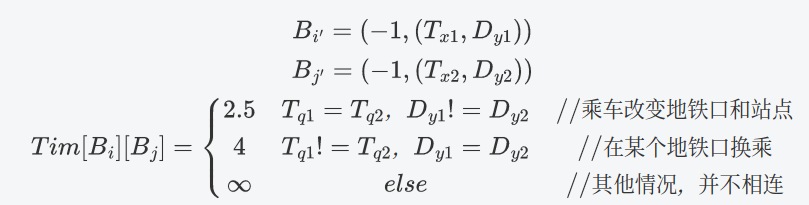 B_{i'} = (−1, (T_{x1}, D_{y1}))
B_{j'} = (−1, (T_{x2}, D_{y2}))
2.5 T_{q1} = T_{q2}，D_{y1}! = D_{y2} //乘车改变地铁口和站点
Tim[B_i][B_j] = { 4 T_{q1}! = T_{q2}，D_{y1} = D_{y2} //在某个地铁口换乘
∞ else //其他情况，并不相连